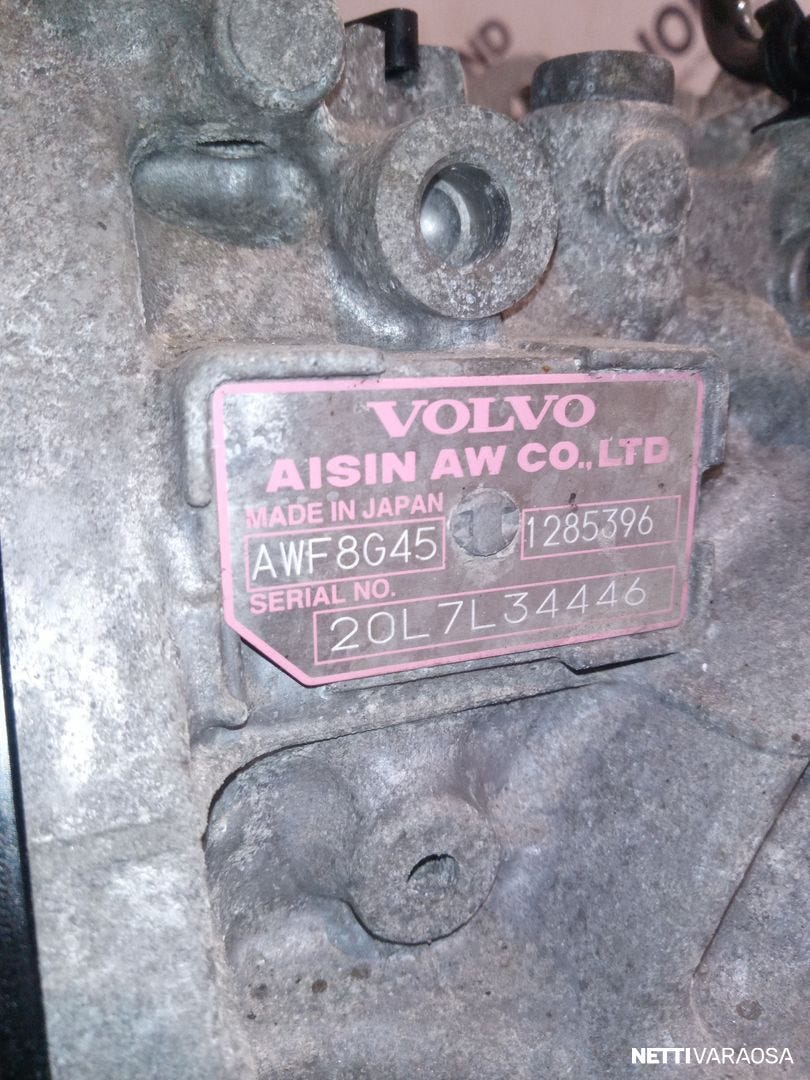 VOLVO
AISIN AW CO., LTD.
MADE IN JAPAN
AWF8G45 1285396
SERIAL NO.
20L7L34446
NETTIVARAOSA